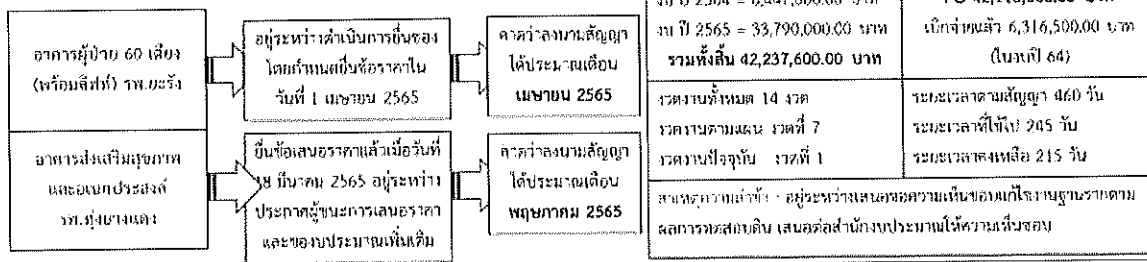 อาคารผู้ป่วย 60 เตียง
(พร้อมลิฟท์) รพ.ยะรัง
อยู่ระหว่างดำเนินการยื่นซอง
โดยกำหนดยื่นข้อราคาใน
วันที่ 1 เมษายน 2565
คาดว่าลงนามสัญญา
ได้ประมาณเดือน
เมษายน 2565
อาคารส่งเสริมสุขภาพ
และอเนกประสงค์
รพ.ทุ่งยางแดง
ยื่นข้อเสนอราคาแล้วเมื่อวันที่
18 มีนาคม 2565 อยู่ระหว่าง
ประกาศผู้ชนะการเสนอราคา
และของบประมาณเพิ่มเติม
คาดว่าลงนามสัญญา
ได้ประมาณเดือน
พฤษภาคม 2565
งบ ปี 2565 = 33,790,000.00 บาท
รวมทั้งสิ้น 42,237,600.00 บาท
เบิกจ่ายแล้ว 6,316,500.00 บาท
(ในงบปี 64)
งวดงานทั้งหมด 14 งวด
งวดงานตามแผน งวดที่ 7
งวดงานปัจจุบัน งวดที่ 1
ระยะเวลาตามสัญญา 460 วัน
ระยะเวลาที่ใช้ไป 245 วัน
ระยะเวลาคงเหลือ 215 วัน
สาเหตุความล่าช้า : อยู่ระหว่างเสนอขอความเห็นชอบแก้ไขงานฐานรากตาม
ผลการทดสอบดิน เสนอต่อสำนักงบประมาณให้ความเห็นชอบ